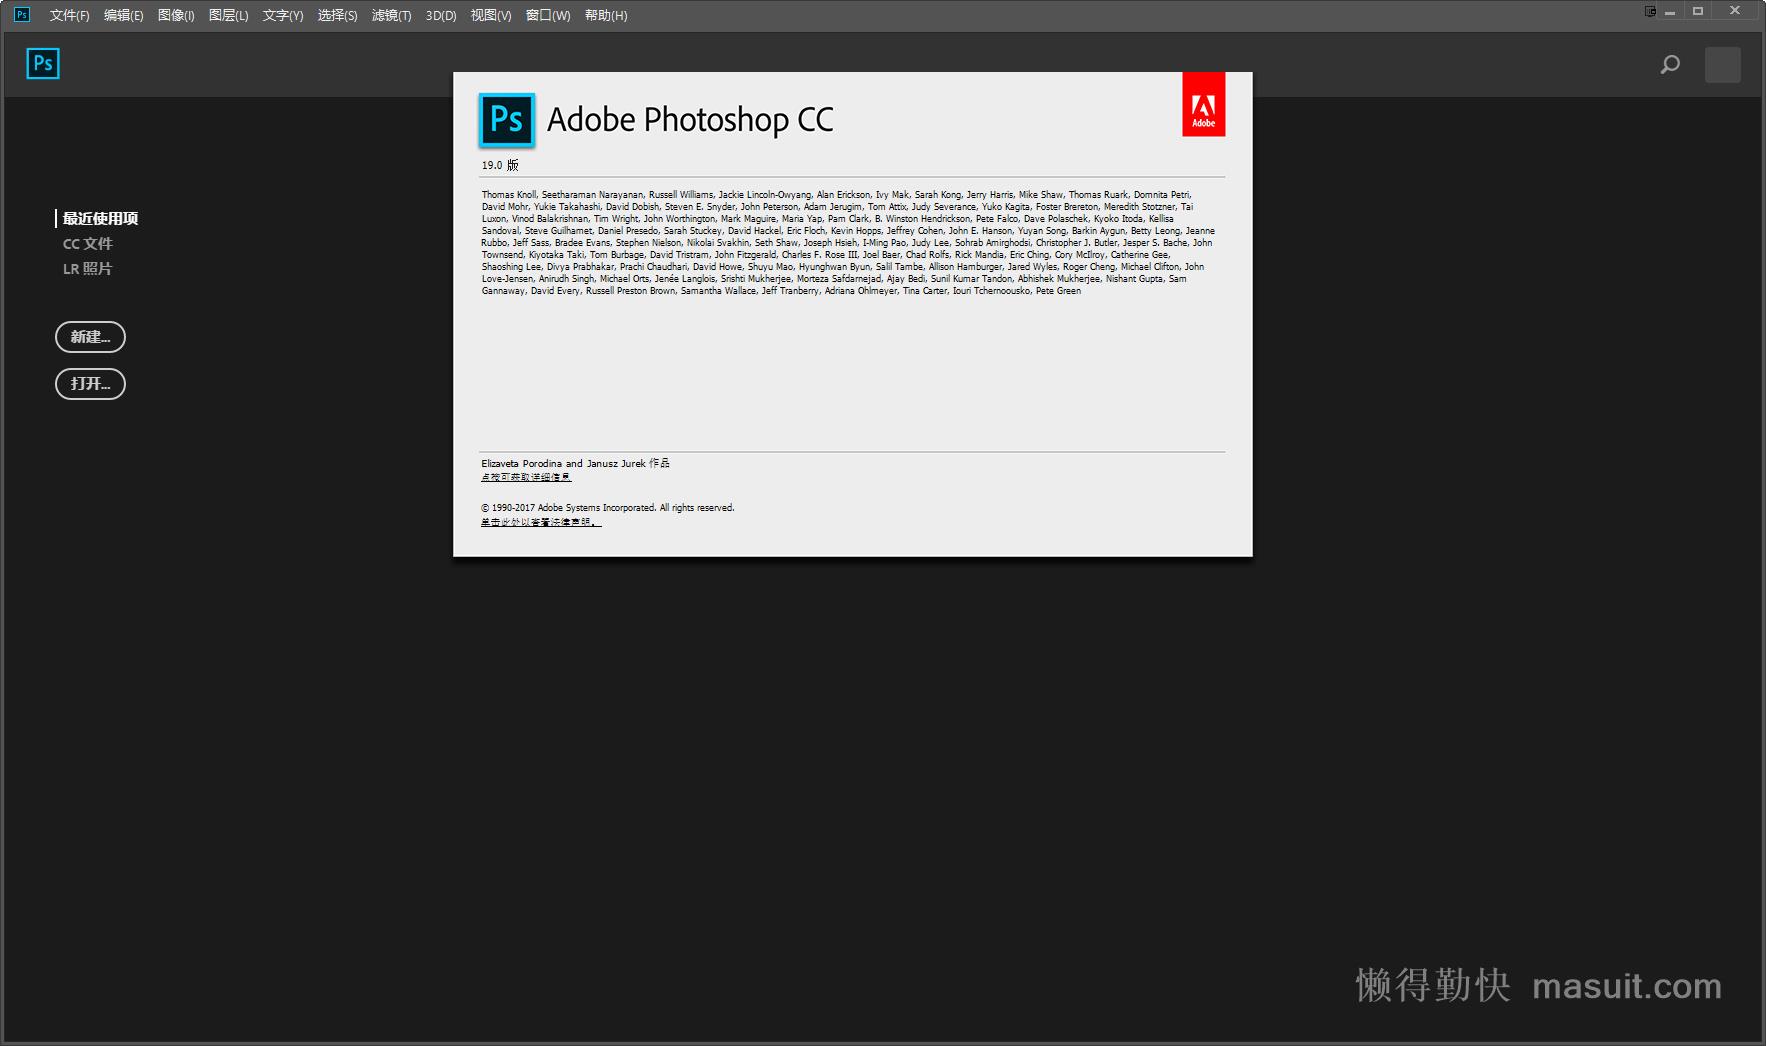 Ps 文件(F) 编辑(E) 图像(I) 图层(L) 文字(Y) 选择(S) 滤镜(T) 3D(D) 视图(V) 窗口(W) 帮助(H)
Ps
Ps Adobe Photoshop CC
Adobe
19.0 版
Thomas Knoll, Seetharaman Narayanan, Russell Williams, Jackie Lincoln-Owyang, Alan Erickson, Ivy Mak, Sarah Kong, Jerry Harris, Mike Shaw, Thomas Ruark, Domnita Petri,
David Mohr, Yukie Takahashi, David Dobish, Steven E. Snyder, John Peterson, Adam Jerugim, Tom Attix, Judy Severance, Yuko Kagita, Foster Brereton, Meredith Stotzner, Tai
Luxon, Vinod Balakrishnan, Tim Wright, John Worthington, Mark Maguire, Maria Yap, Pam Clark, B. Winston Hendrickson, Pete Falco, Dave Polaschek, Kyoko Itoda, Kellisa
Sandoval, Steve Guilhamet, Daniel Presedo, Sarah Stuckey, David Hackel, Eric Floch, Kevin Hopps, Jeffrey Cohen, John E. Hanson, Yuyan Song, Barkin Aygun, Betty Leong, Jeanne
Rubbo, Jeff Sass, Bradee Evans, Stephen Nielson, Nikolai Svakhin, Seth Shaw, Joseph Hsieh, I-Ming Pao, Judy Lee, Sohrab Amirghodsi, Christopher J. Butler, Jesper S. Bache, John
Townsend, Kiyotaka Taki, Tom Burbage, David Tristram, John Fitzgerald, Charles F. Rose III, Joel Baer, Chad Rolfs, Rick Mandia, Eric Ching, Cory McIlroy, Catherine Gee,
Shaoshing Lee, Divya Prabhakar, Prachi Chaudhari, David Howe, Shuyu Mao, Hyunghwan Byun, Salil Tambe, Allison Hamburger, Jared Wyles, Roger Cheng, Michael Clifton, John
Love-Jensen, Anirudh Singh, Michael Orts, Jenée Langlois, Srishti Mukherjee, Morteza Safdarnejad, Ajay Bedi, Sunil Kumar Tandon, Abhishek Mukherjee, Nishant Gupta, Sam
Gannaway, David Every, Russell Preston Brown, Samantha Wallace, Jeff Tranberry, Adriana Ohlmeyer, Tina Carter, Iouri Tchernoousko, Pete Green
最近使用项
CC 文件
LR 照片
新建...
打开...
Elizaveta Porodina and Janusz Jurek 作品
点按可获取详细信息
© 1990-2017 Adobe Systems Incorporated. All rights reserved.
单击此处以查看法律声明。
懒得勤快 masuit.com